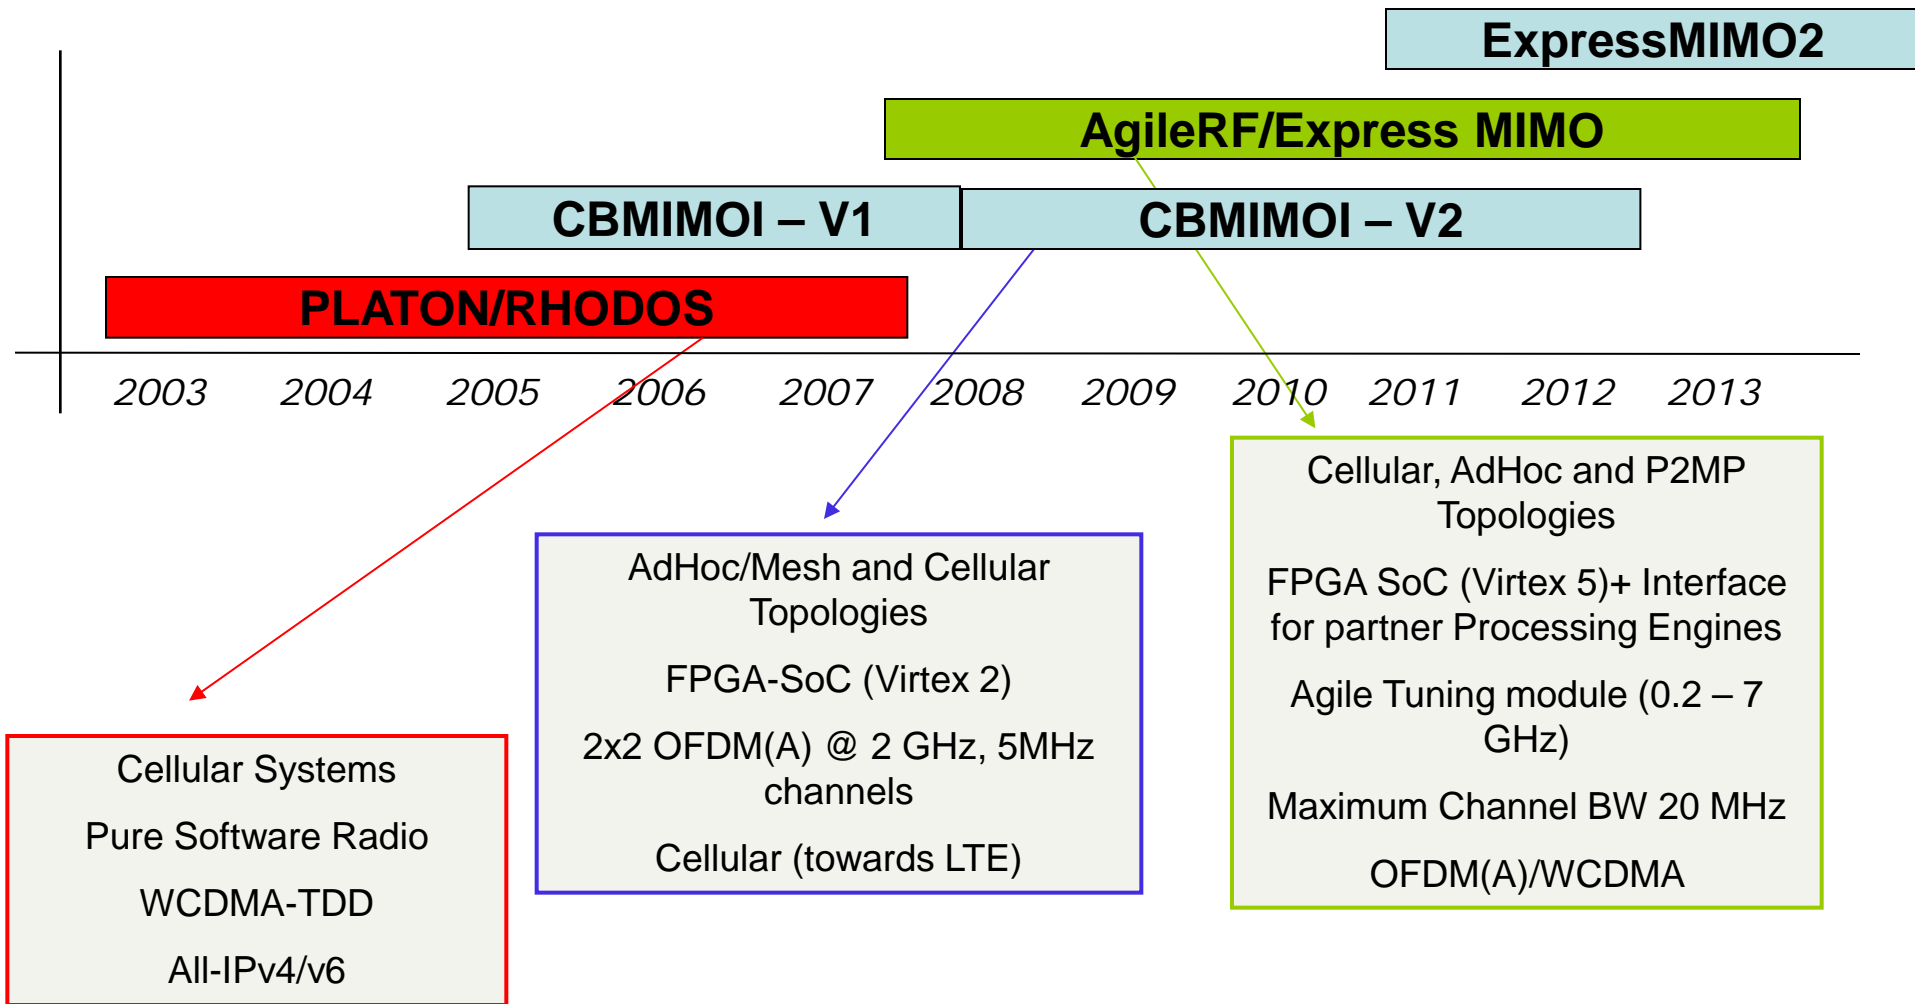 ExpressMIMO2
AgileRF/Express MIMO
CBMIMOI – V1
CBMIMOI – V2
PLATON/RHODOS
2003 2004 2005 2006 2007 2008 2009 2010 2011 2012 2013
Cellular Systems
Pure Software Radio
WCDMA-TDD
All-IPv4/v6
AdHoc/Mesh and Cellular
Topologies
FPGA-SoC (Virtex 2)
2x2 OFDM(A) @ 2 GHz, 5MHz
channels
Cellular (towards LTE)
Cellular, AdHoc and P2MP
Topologies
FPGA SoC (Virtex 5)+ Interface
for partner Processing Engines
Agile Tuning module (0.2 – 7
GHz)
Maximum Channel BW 20 MHz
OFDM(A)/WCDMA